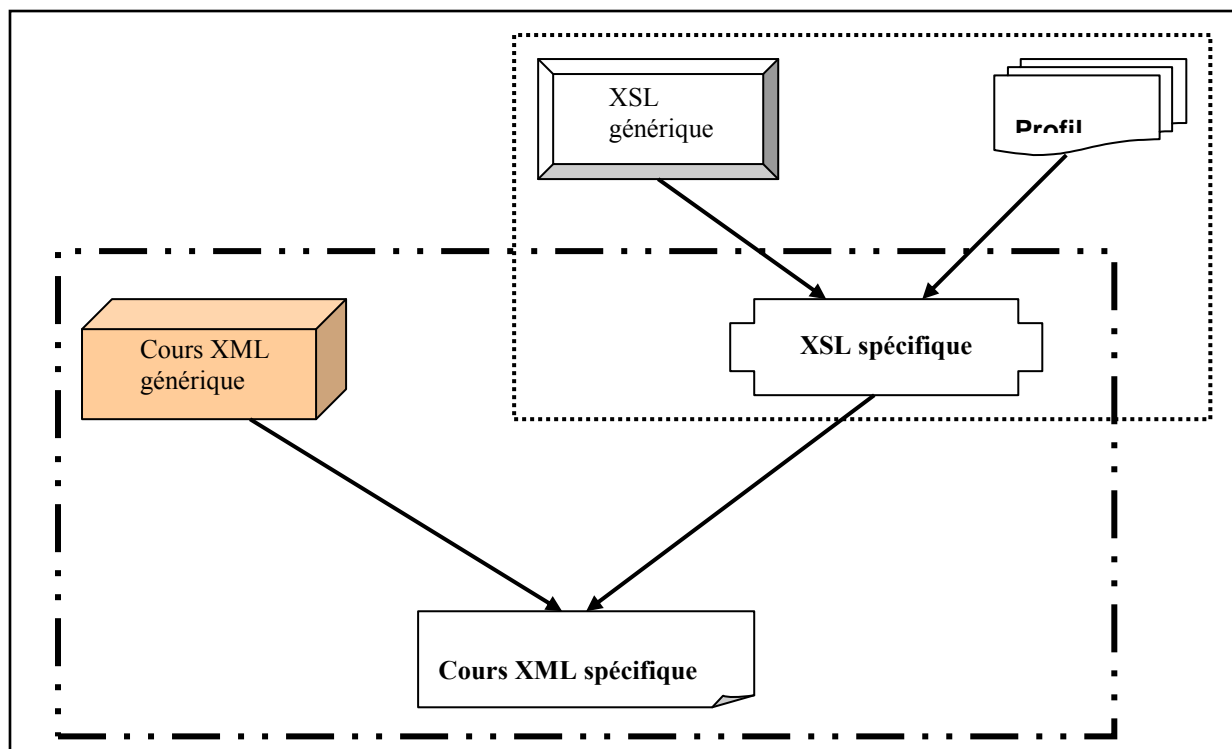 XSL
générique
Profil
XSL spécifique
Cours XML
générique
Cours XML spécifique